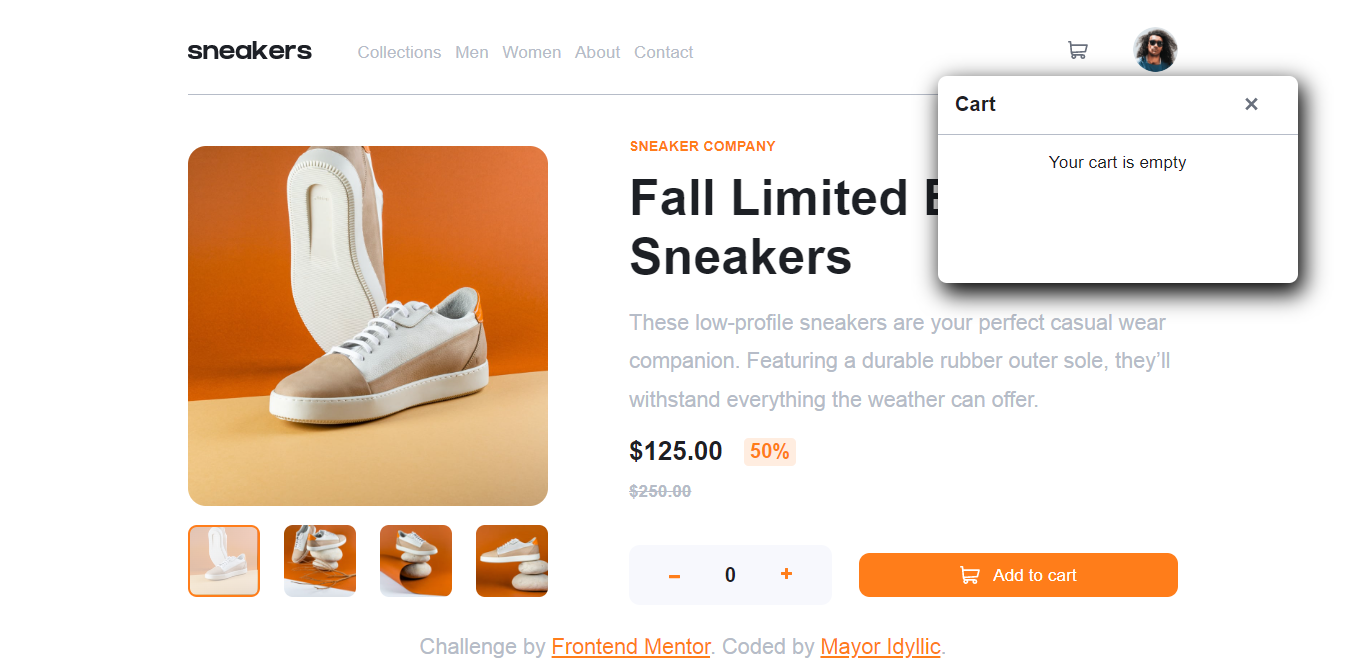 sneakers
Collections Men Women About Contact
Cart ×
Your cart is empty
SNEAKER COMPANY
Fall Limited
Sneakers
These low-profile sneakers are your perfect casual wear
companion. Featuring a durable rubber outer sole, they’ll
withstand everything the weather can offer.
$125.00 50%
$250.00
– 0 +
Add to cart
Challenge by Frontend Mentor. Coded by Mayor Idyllic.